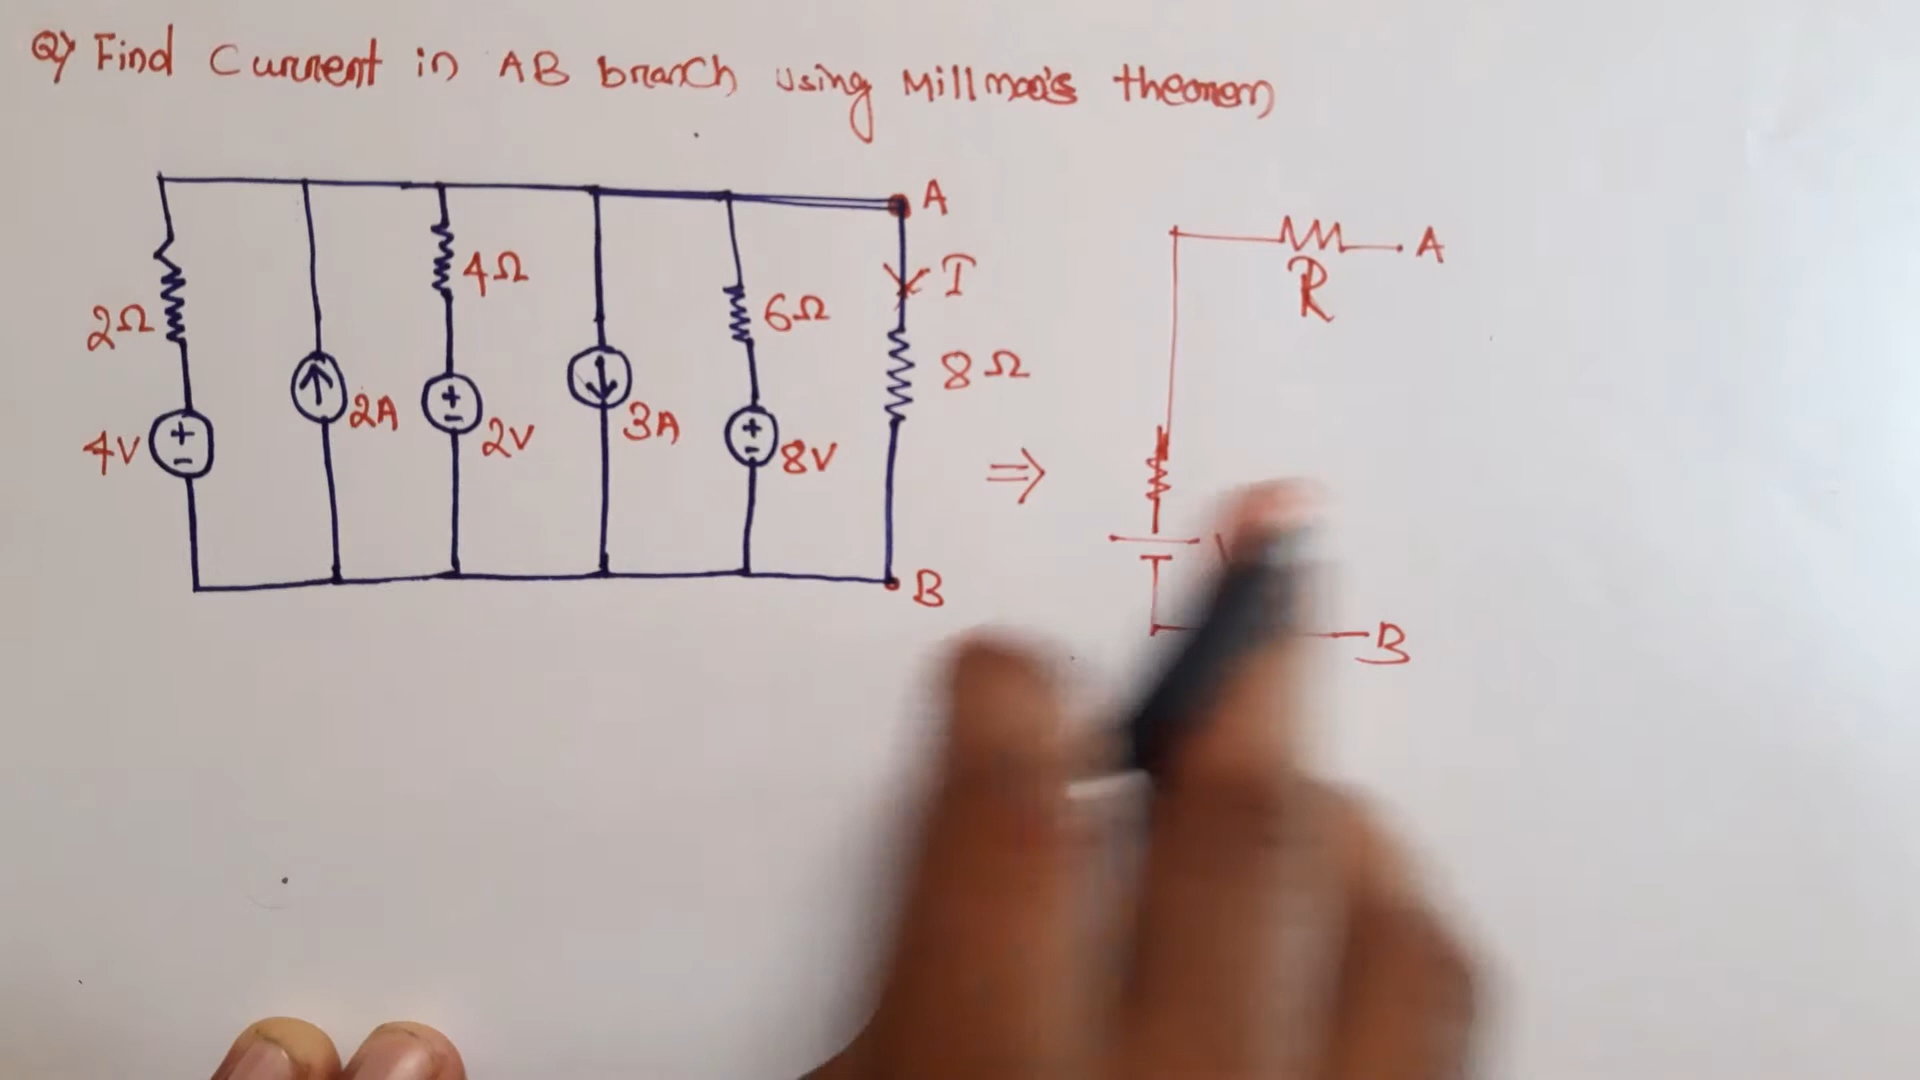 Q) Find Current in AB branch using Millman's theorem
A
I
4Ω
2Ω
6Ω
8Ω
2A
3A
4V
2V
8V
B
⇒
A
R
B